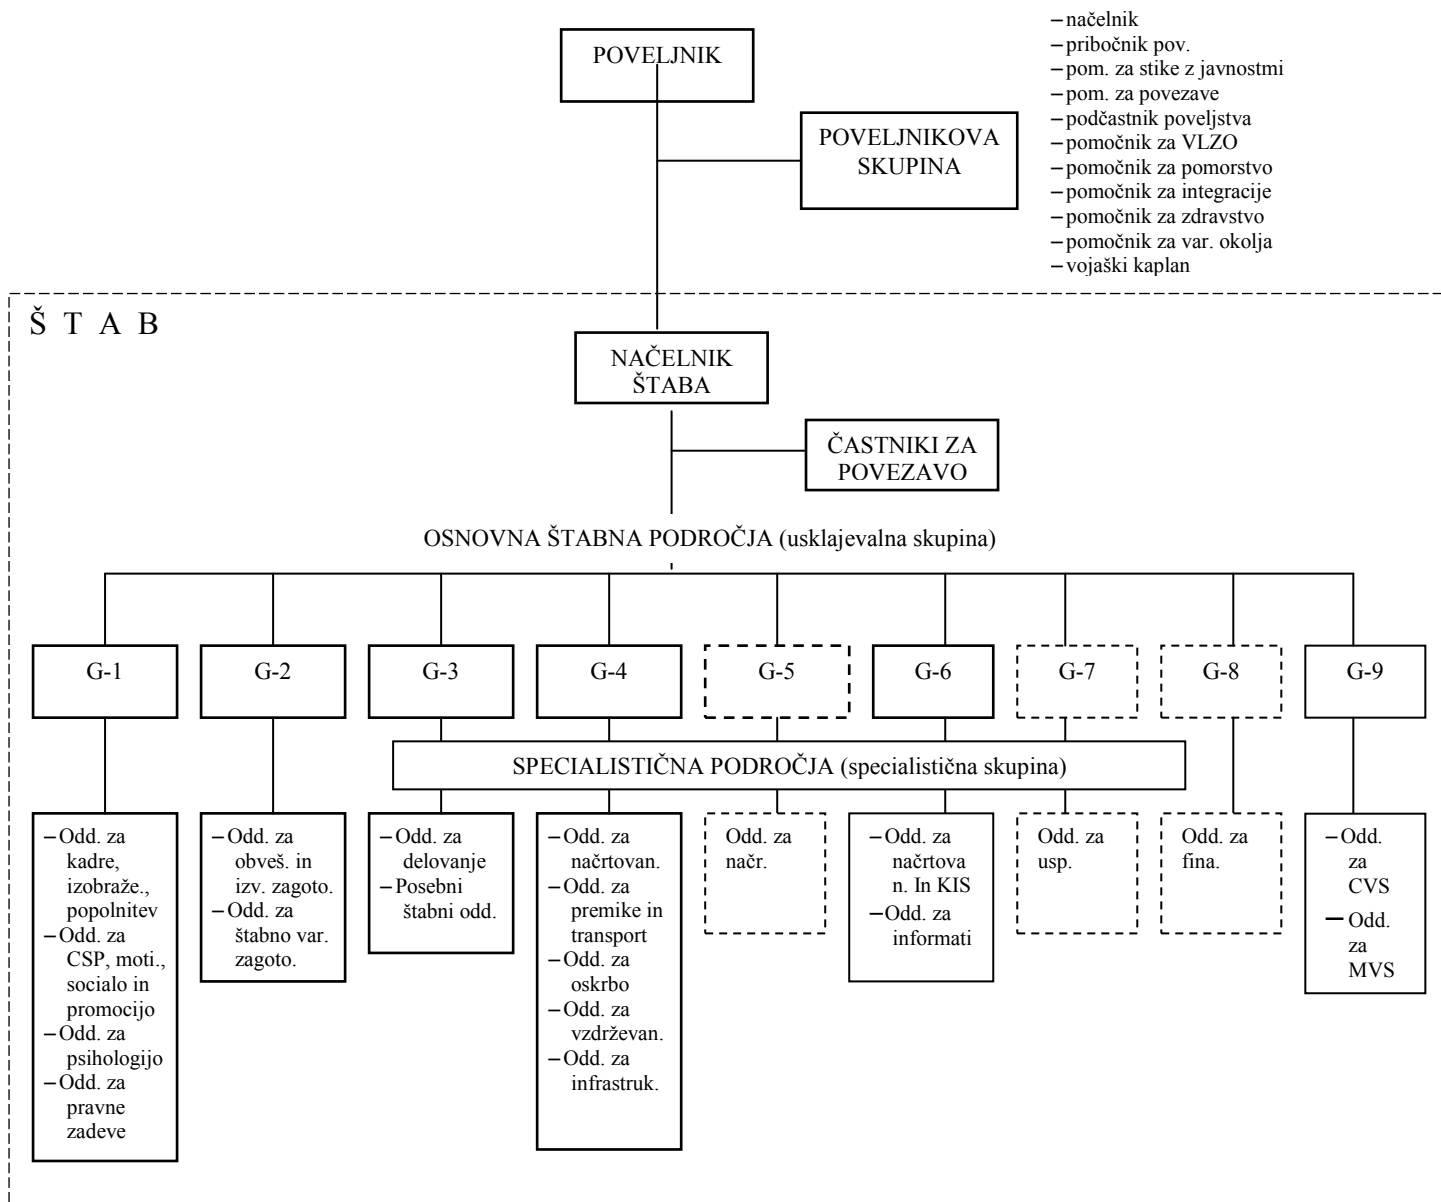 POVELJNIK
POVELJNIKOVA
SKUPINA
– načelnik
– pribočnik pov.
– pom. za stike z javnostmi
– pom. za povezave
– podčastnik poveljstva
– pomočnik za VLZO
– pomočnik za pomorstvo
– pomočnik za integracije
– pomočnik za zdravstvo
– pomočnik za var. okolja
– vojaški kaplan
Š T A B
NAČELNIK
ŠTABA
ČASTNIKI ZA
POVEZAVO
OSNOVNA ŠTABNA PODROČJA (usklajevalna skupina)
G-1
G-2
G-3
G-4
G-5
G-6
G-7
G-8
G-9
SPECIALISTIČNA PODROČJA (specialistična skupina)
– Odd. za
kadre,
izobraže.,
popolnitev
– Odd. za
CSP, moti.,
socialo in
promocijo
– Odd. za
psihologijo
– Odd. za
pravne
zadeve
– Odd. za
obveš. in
izv. zagoto.
– Odd. za
štabno var.
zagoto.
– Odd. za
delovanje
– Posebni
štabni odd.
– Odd. za
načrtovan.
– Odd. za
premike in
transport
– Odd. za
oskrbo
– Odd. za
vzdrževan.
– Odd. za
infrastruk.
Odd. za
načr.
– Odd. za
načrtova
n. In KIS
– Odd. za
informati
Odd. za
usp.
Odd. za
fina.
– Odd.
za
CVS
– Odd.
za
MVS